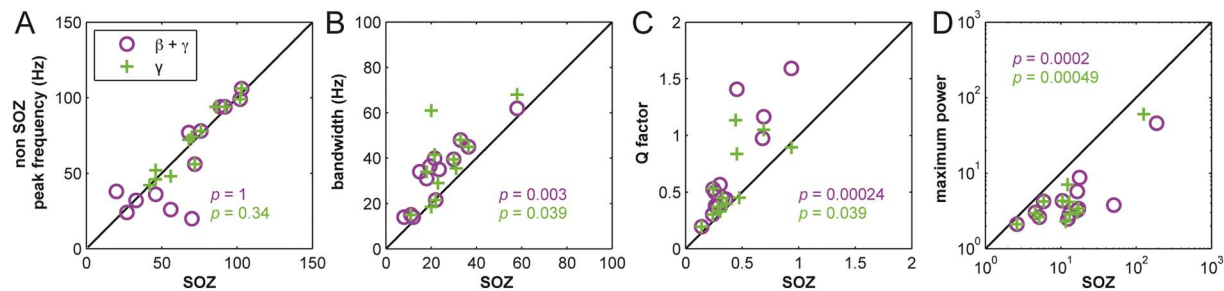 A
B
C
D
β + γ
γ
non SOZ
peak frequency (Hz)
150
100
50
0
0 50 100 150
SOZ
p = 1
p = 0.34
bandwidth (Hz)
100
80
60
40
20
0
0 20 40 60 80 100
SOZ
p = 0.003
p = 0.039
Q factor
2
1.5
1
0.5
0
0 0.5 1 1.5 2
SOZ
p = 0.00024
p = 0.039
maximum power
10³
10²
10¹
10⁰
10⁰ 10¹ 10² 10³
SOZ
p = 0.0002
p = 0.00049